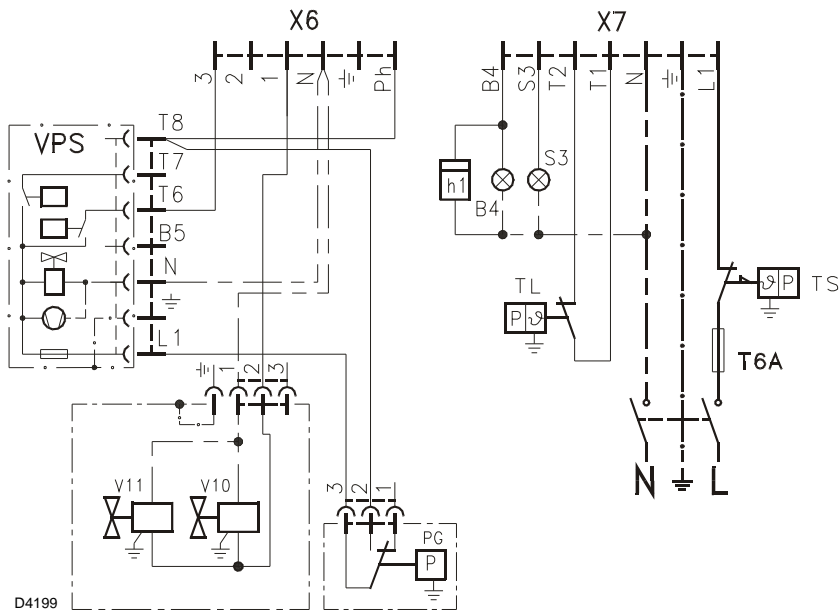 X6
X7
3 2 1 N Ph
B4 S3 T2 T1 N L1
VPS
T8
T7
T6
B5
N
L1
h1
B4
S3
TL
P ϑ
ϑ P
TS
T6A
1 2 3
N L
V11 V10
3 2 1
PG
P
D4199